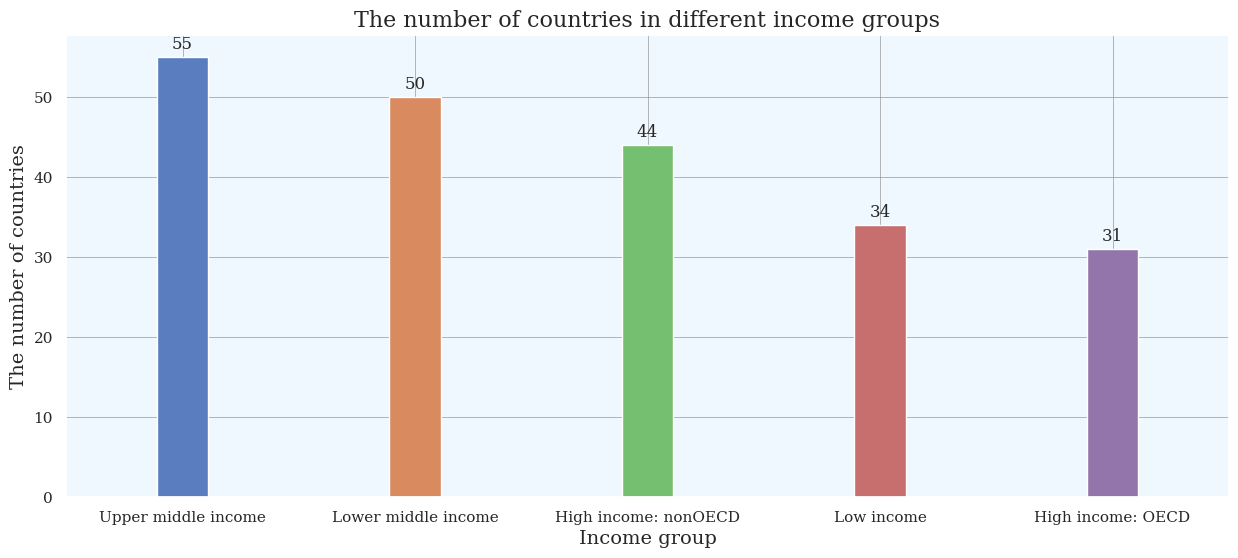 The number of countries in different income groups
The number of countries
50
40
30
20
10
0
55
50
44
34
31
Upper middle income
Lower middle income
High income: nonOECD
Low income
High income: OECD
Income group